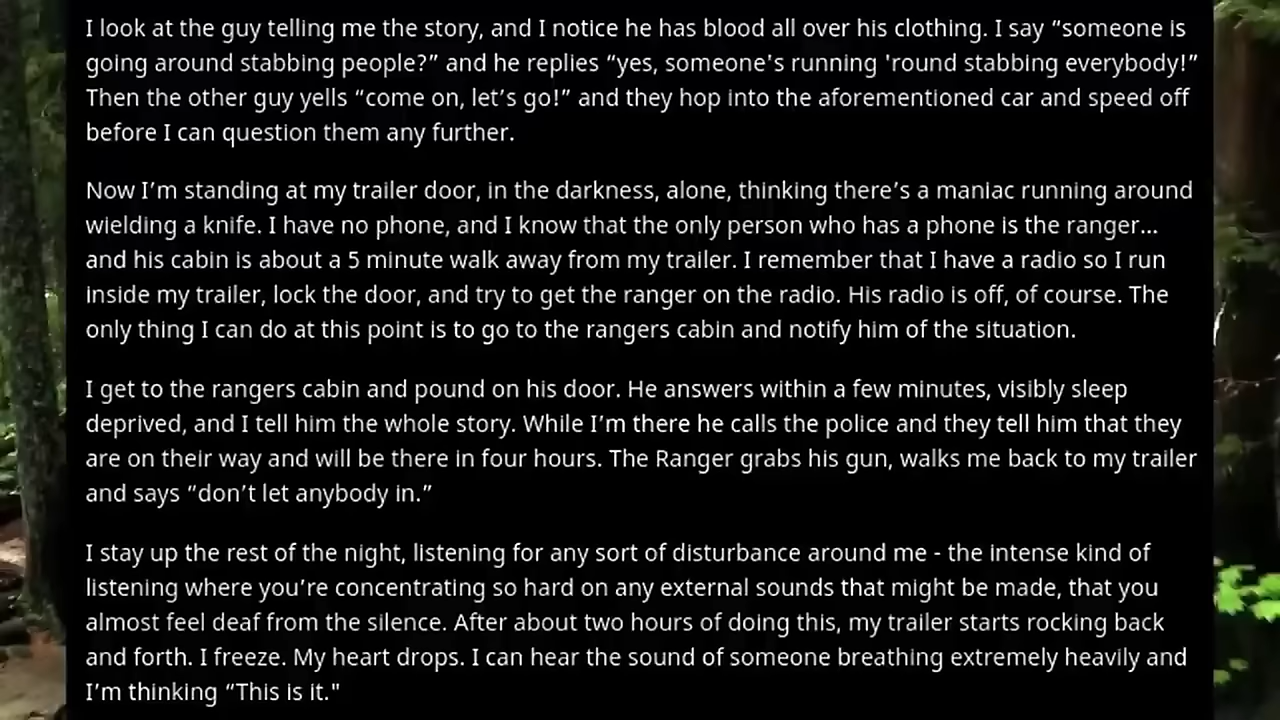 I look at the guy telling me the story, and I notice he has blood all over his clothing. I say “someone is
going around stabbing people?” and he replies “yes, someone's running 'round stabbing everybody!”
Then the other guy yells “come on, let’s go!” and they hop into the aforementioned car and speed off
before I can question them any further.
Now I’m standing at my trailer door, in the darkness, alone, thinking there’s a maniac running around
wielding a knife. I have no phone, and I know that the only person who has a phone is the ranger...
and his cabin is about a 5 minute walk away from my trailer. I remember that I have a radio so I run
inside my trailer, lock the door, and try to get the ranger on the radio. His radio is off, of course. The
only thing I can do at this point is to go to the rangers cabin and notify him of the situation.
I get to the rangers cabin and pound on his door. He answers within a few minutes, visibly sleep
deprived, and I tell him the whole story. While I’m there he calls the police and they tell him that they
are on their way and will be there in four hours. The Ranger grabs his gun, walks me back to my trailer
and says “don’t let anybody in.”
I stay up the rest of the night, listening for any sort of disturbance around me - the intense kind of
listening where you’re concentrating so hard on any external sounds that might be made, that you
almost feel deaf from the silence. After about two hours of doing this, my trailer starts rocking back
and forth. I freeze. My heart drops. I can hear the sound of someone breathing extremely heavily and
I’m thinking “This is it."